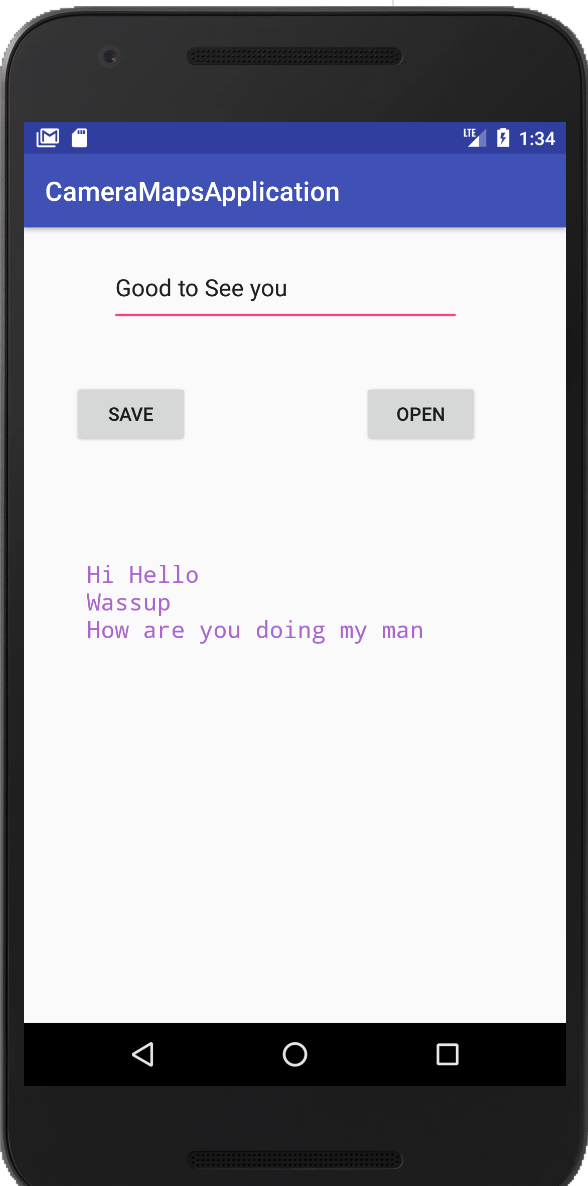 LTE 1:34
CameraMapsApplication
Good to See you
SAVE OPEN
Hi Hello
Wassup
How are you doing my man